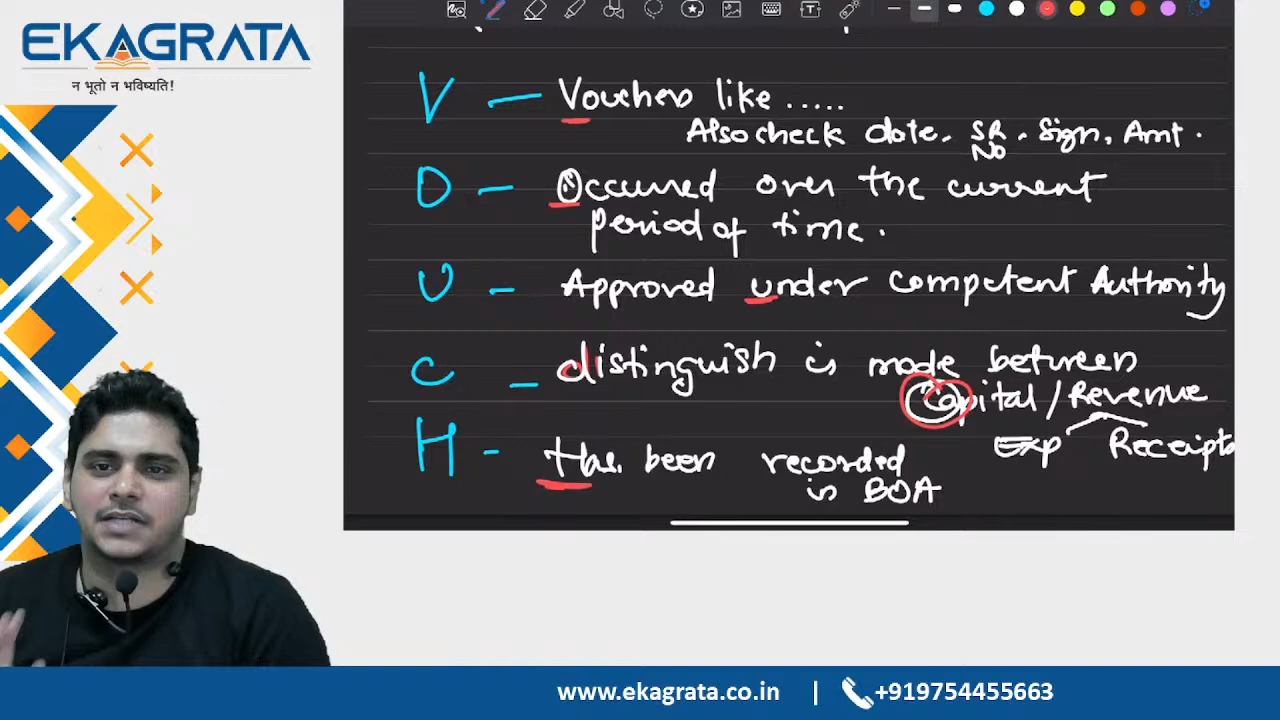 EKAGRATA
न भूतो न भविष्यति!
V — Vouchers like .....
Also check date. SR No. Sign, Amt.
O — Occurred over the current
period of time.
U — Approved under competent Authority
C — distinguish is made between
Capital / Revenue
Exp Receipts
H — Has been recorded
in BOA
www.ekagrata.co.in | +919754455663